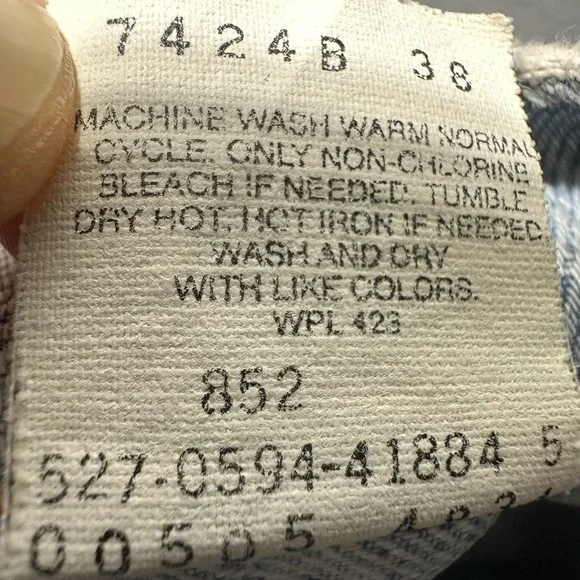 7424B 38
MACHINE WASH WARM NORMAL
CYCLE. ONLY NON-CHLORINE
BLEACH IF NEEDED. TUMBLE
DRY HOT. HOT IRON IF NEEDED.
WASH AND DRY
WITH LIKE COLORS.
WPL 423
852
527-0594-41884 5
00505